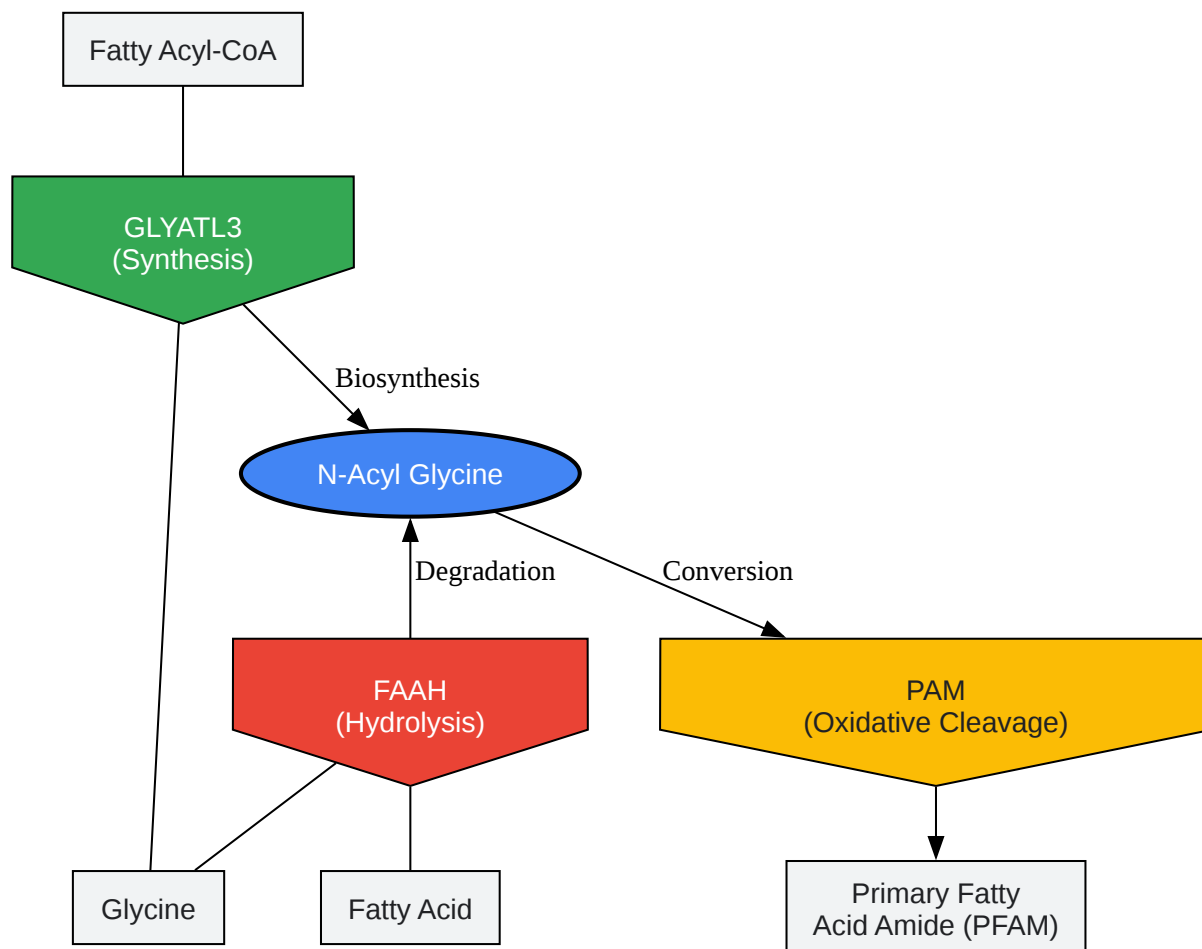 Fatty Acyl-CoA
GLYATL3
(Synthesis)
Biosynthesis
N-Acyl Glycine
Degradation
Conversion
FAAH
(Hydrolysis)
PAM
(Oxidative Cleavage)
Glycine
Fatty Acid
Primary Fatty
Acid Amide (PFAM)